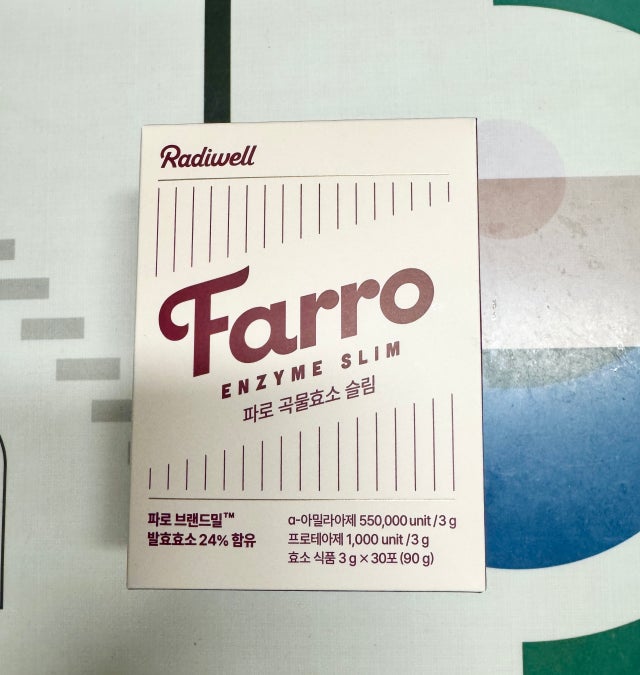 Radiwell
Farro
ENZYME SLIM
파로 곡물효소 슬림
파로 브랜드밀™
발효효소 24% 함유
α-아밀라아제 550,000 unit /3 g
프로테아제 1,000 unit /3 g
효소 식품 3 g × 30포 (90 g)